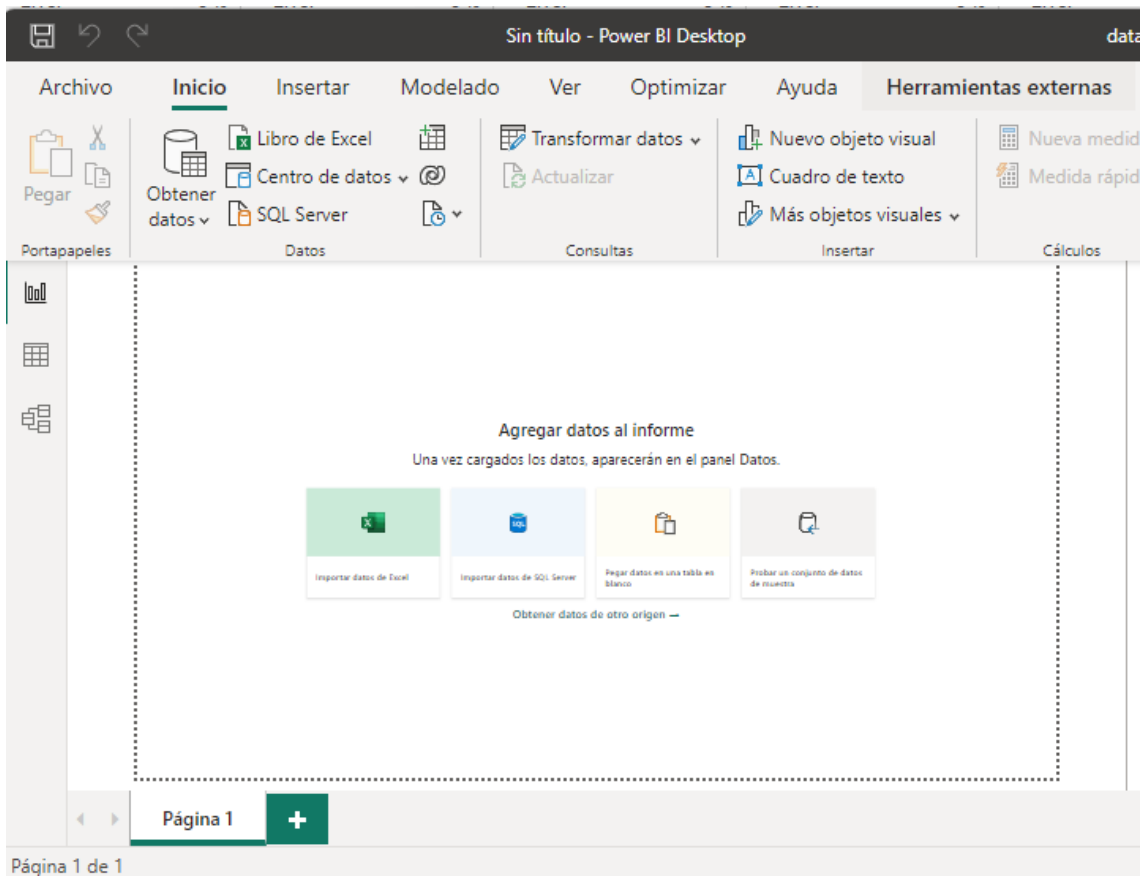 Sin título - Power BI Desktop
data
Archivo Inicio Insertar Modelado Ver Optimizar Ayuda Herramientas externas
Pegar
Portapapeles
Obtener
datos
Libro de Excel
Centro de datos
SQL Server
Datos
Transformar datos
Actualizar
Consultas
Nuevo objeto visual
Cuadro de texto
Más objetos visuales
Insertar
Nueva medid
Medida rápid
Cálculos
Agregar datos al informe
Una vez cargados los datos, aparecerán en el panel Datos.
SQL
Importar datos de Excel
Importar datos de SQL Server
Pegar datos en una tabla en
blanco
Probar un conjunto de datos
de muestra
Obtener datos de otro origen →
Página 1
Página 1 de 1